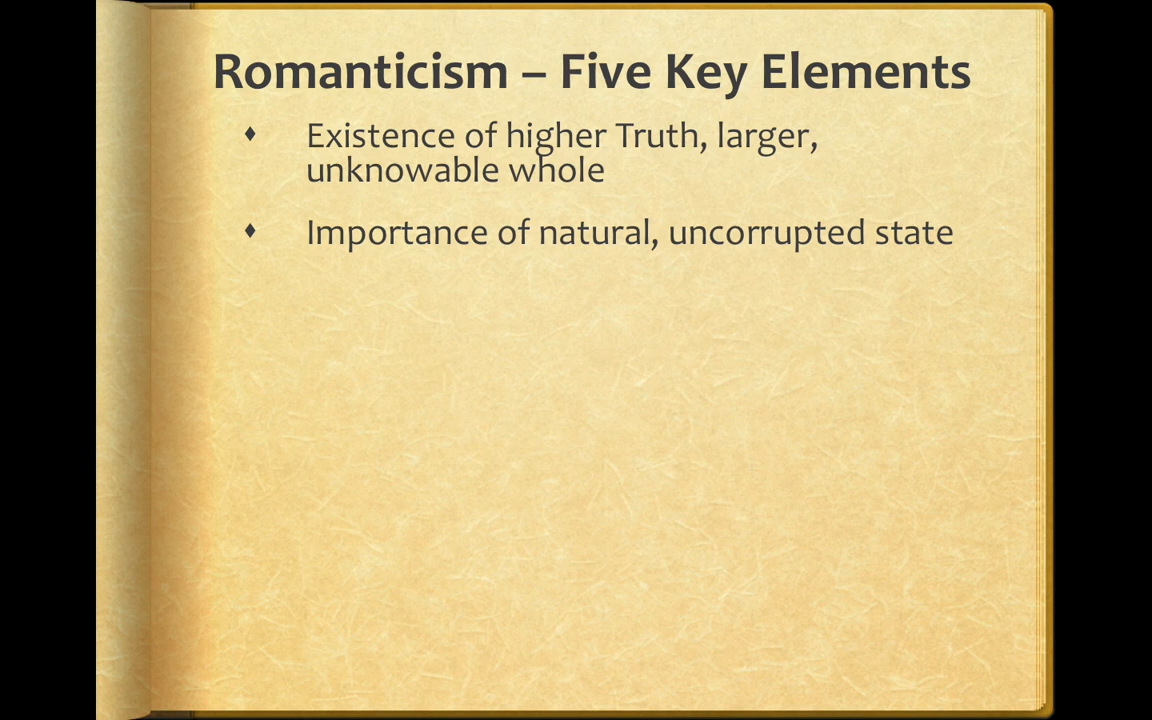 Romanticism – Five Key Elements
♦ Existence of higher Truth, larger,
unknowable whole
♦ Importance of natural, uncorrupted state